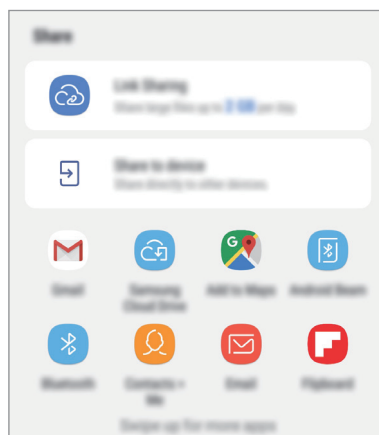 Share
Link Sharing
Share large files up to 2 GB per day.
Share to device
Share directly to other devices.
G
Gmail
Samsung Cloud Drive
Add to Maps
Android Beam
Bluetooth
Contacts + Me
Email
Flipboard
Swipe up for more apps